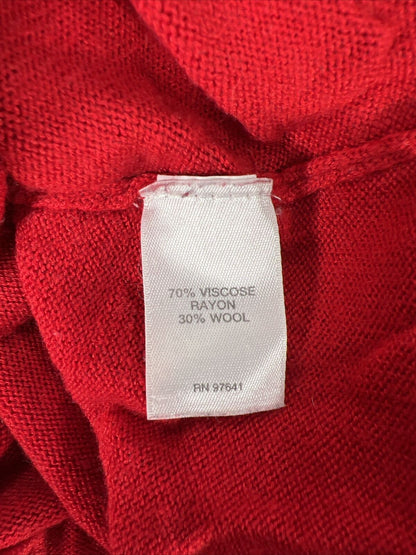 70% VISCOSE
RAYON
30% WOOL
RN 97641